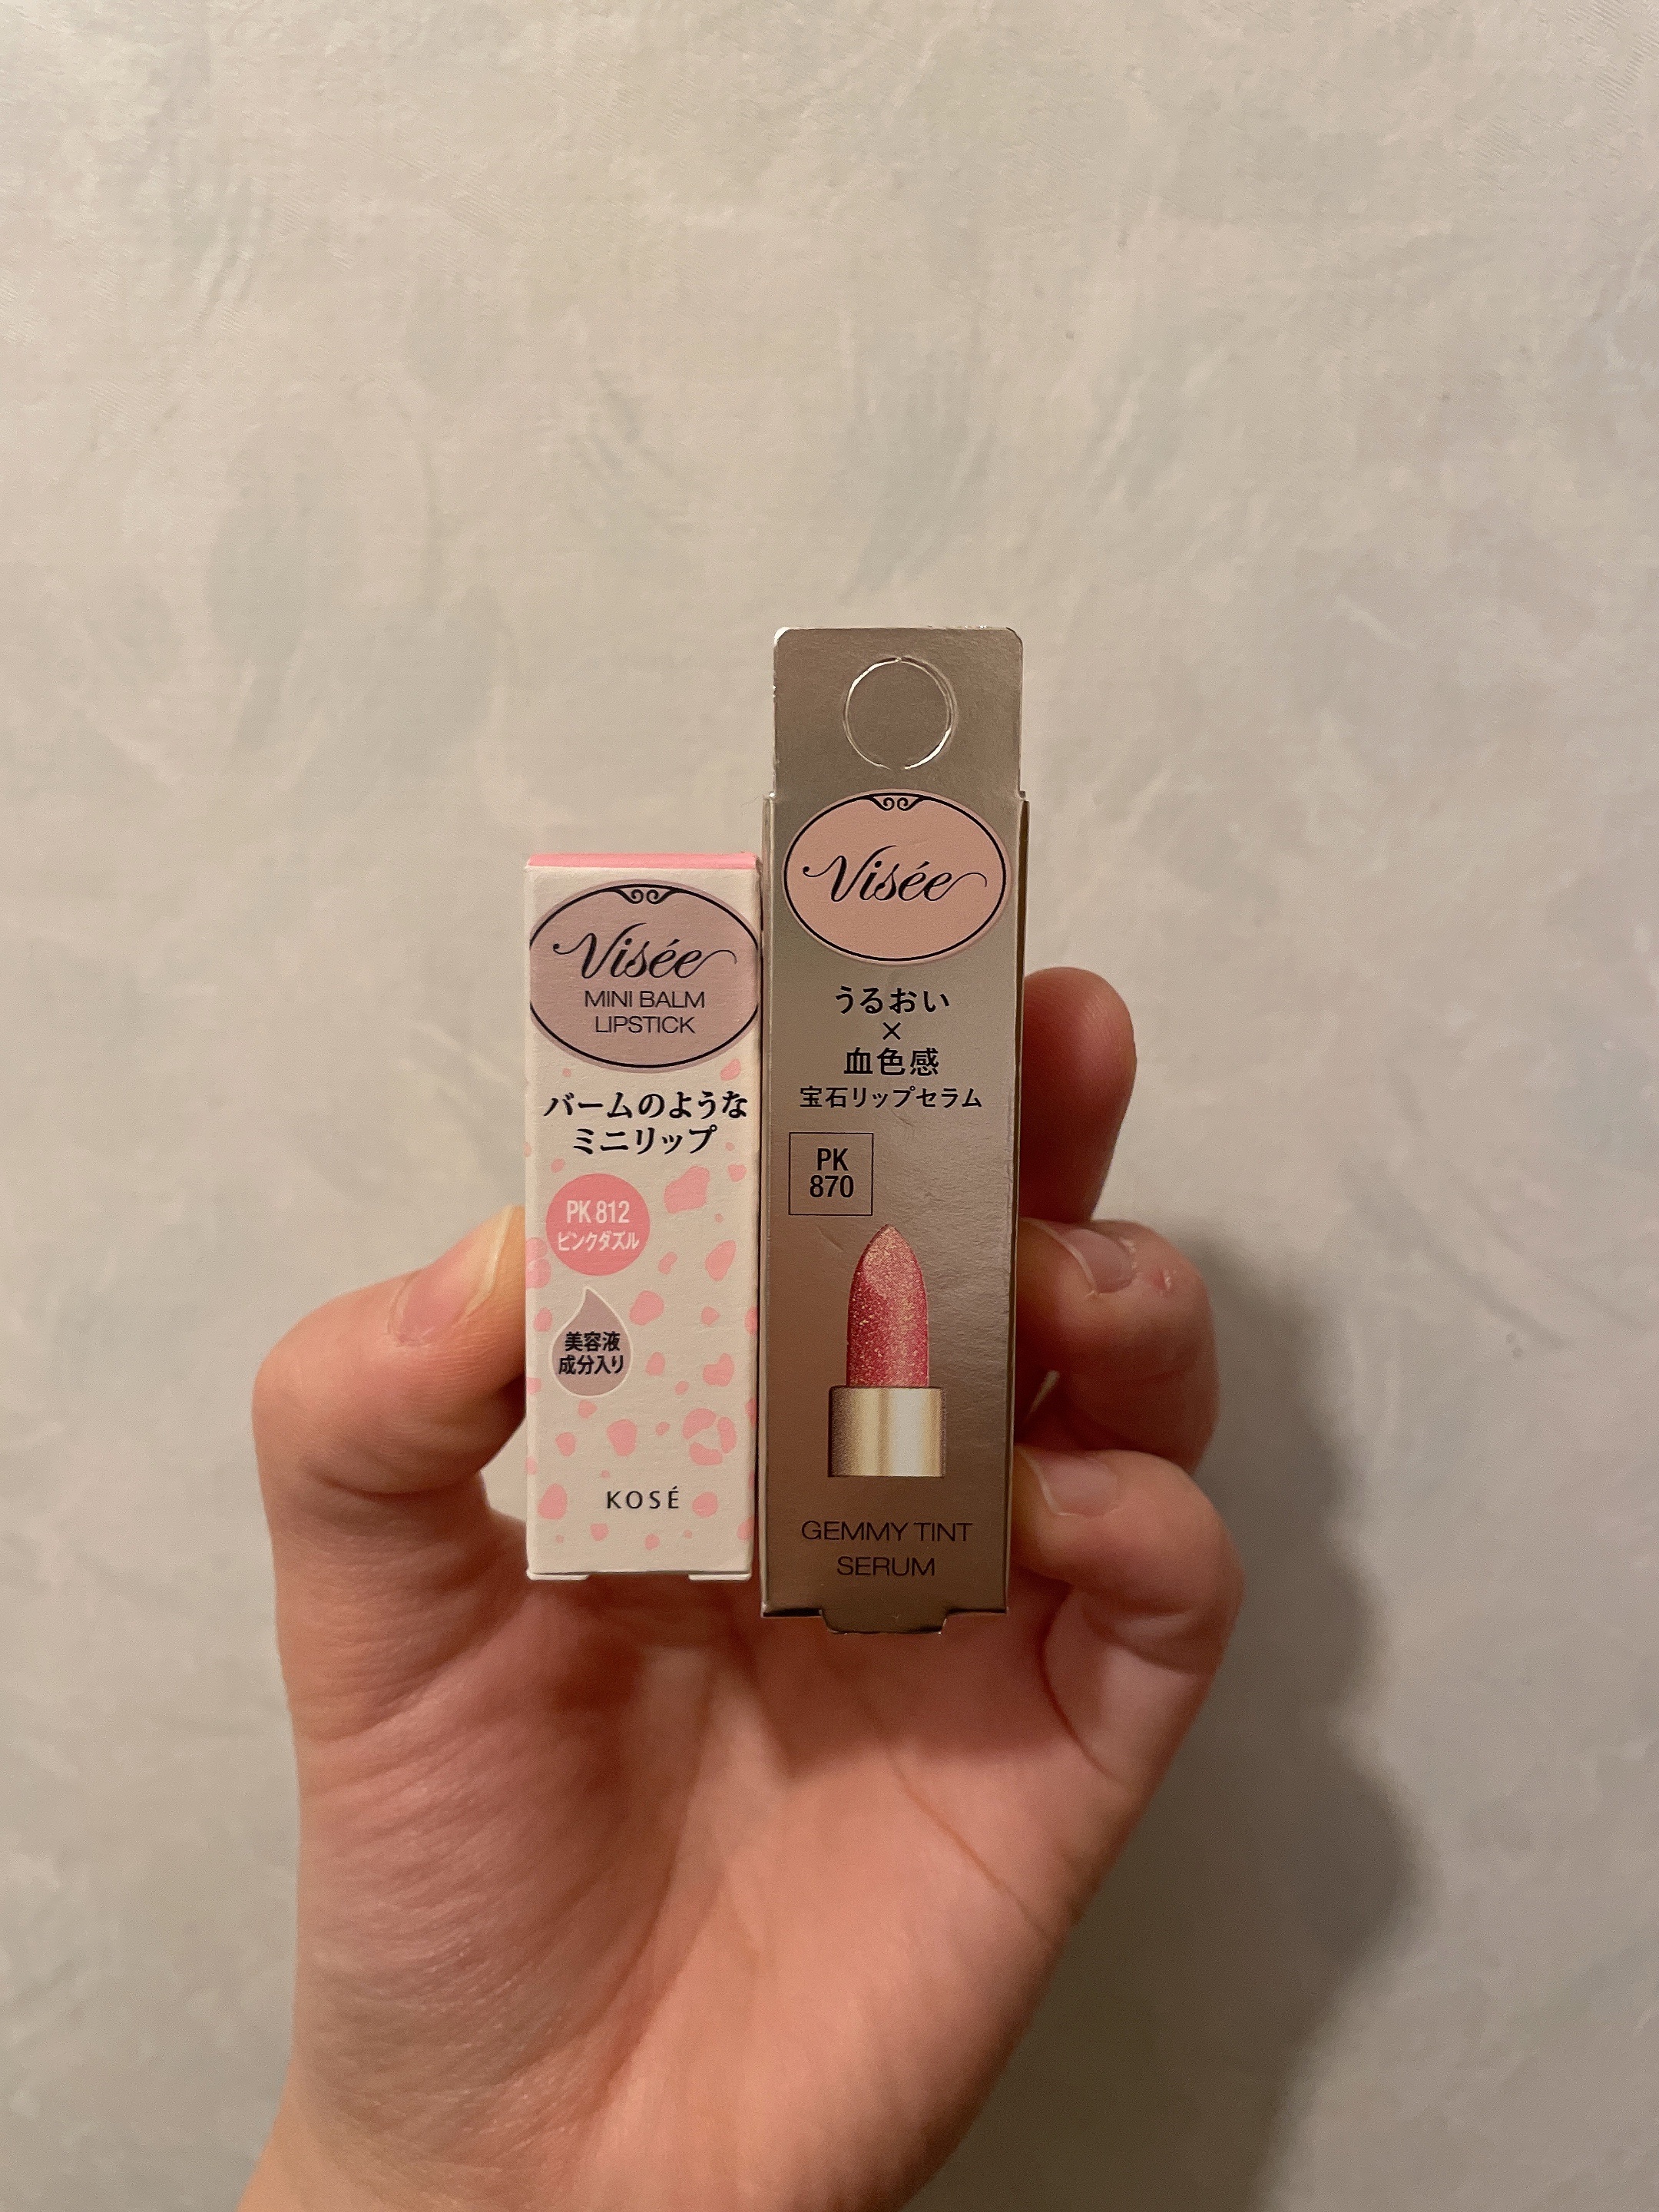 Visée
MINI BALM
LIPSTICK
バームのような
ミニリップ
PK 812
ピンクダズル
美容液
成分入り
KOSÉ
Visée
うるおい
×
血色感
宝石リップセラム
PK
870
GEMMY TINT
SERUM